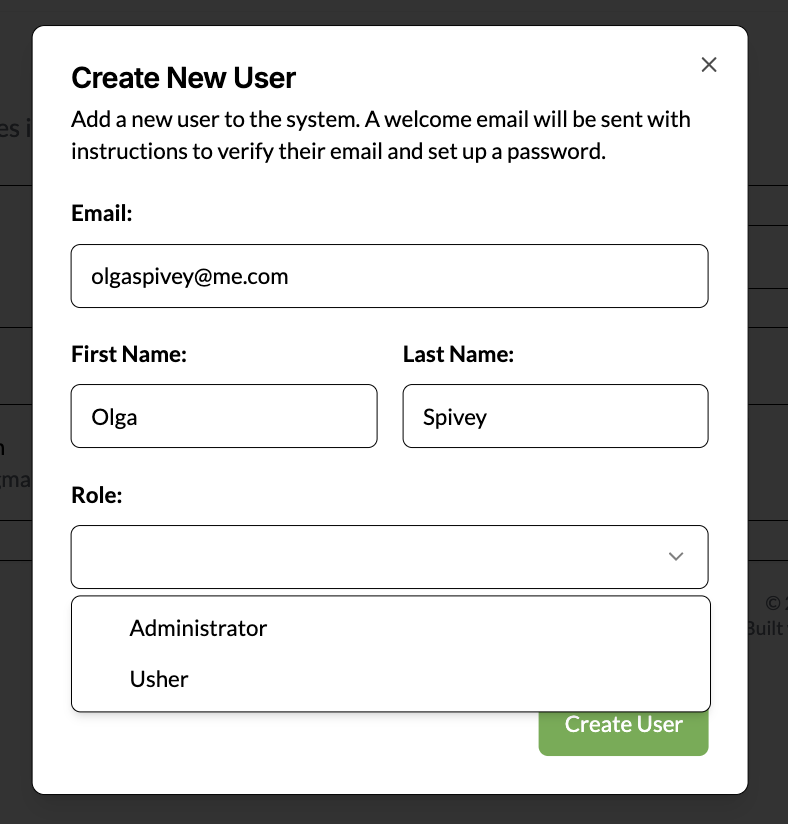 Create New User
Add a new user to the system. A welcome email will be sent with
instructions to verify their email and set up a password.
Email:
olgaspivey@me.com
First Name:
Last Name:
Olga
Spivey
Role:
Administrator
Usher
Create User
©
Built